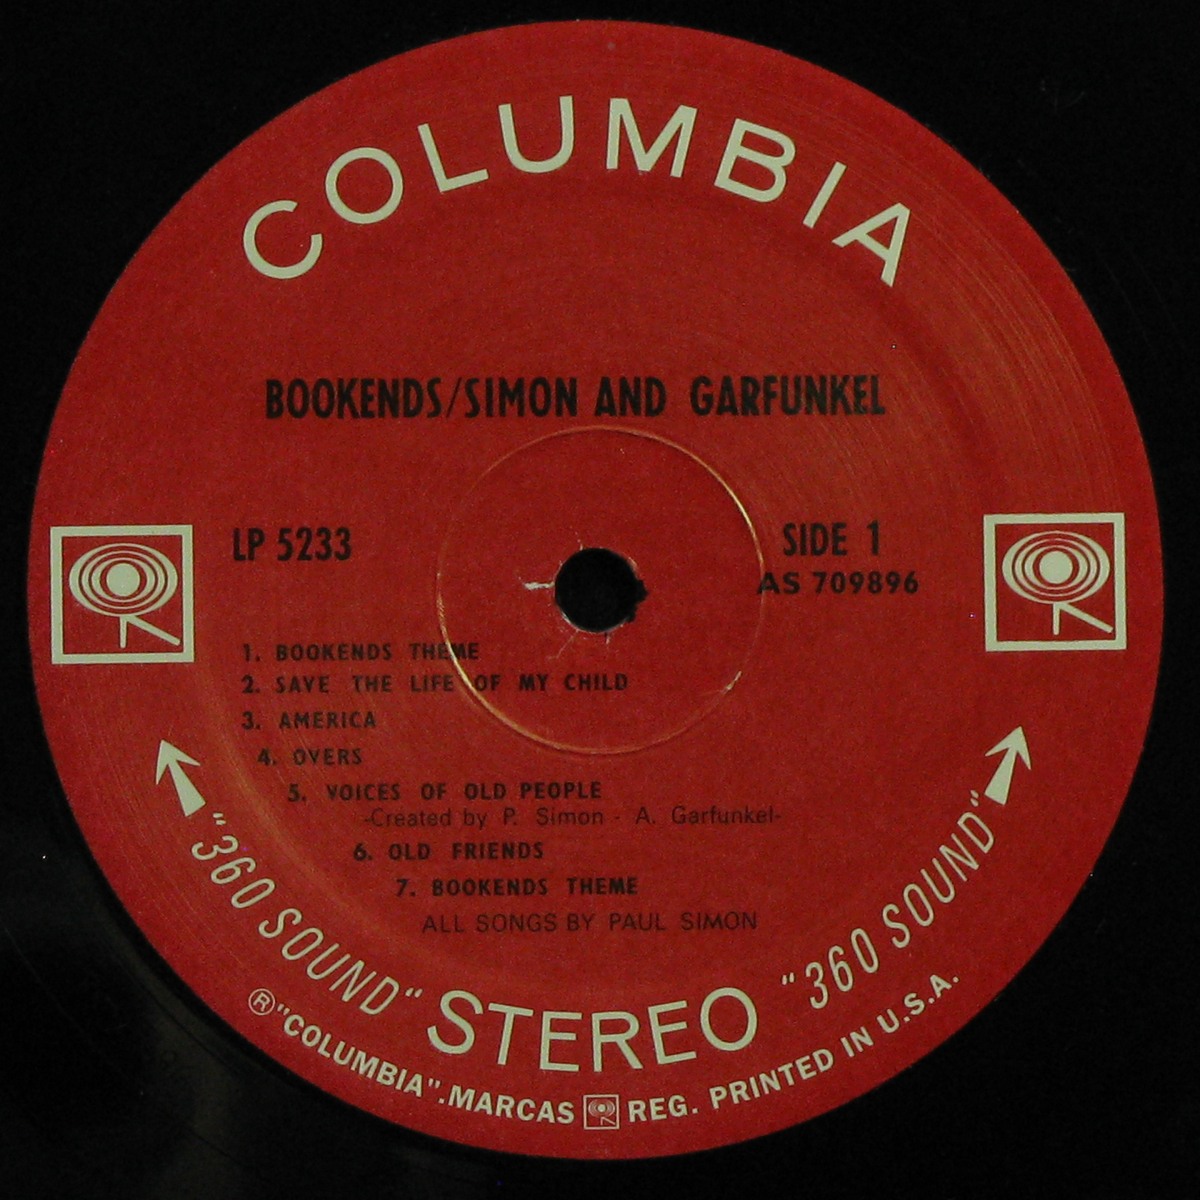 COLUMBIA
BOOKENDS/SIMON AND GARFUNKEL
LP 5233
SIDE 1
AS 709896
1. BOOKENDS THEME
2. SAVE THE LIFE OF MY CHILD
3. AMERICA
4. OVERS
5. VOICES OF OLD PEOPLE
-Created by P. Simon - A. Garfunkel-
6. OLD FRIENDS
7. BOOKENDS THEME
ALL SONGS BY PAUL SIMON
"360 SOUND" STEREO "360 SOUND"
®"COLUMBIA".MARCAS REG. PRINTED IN U.S.A.